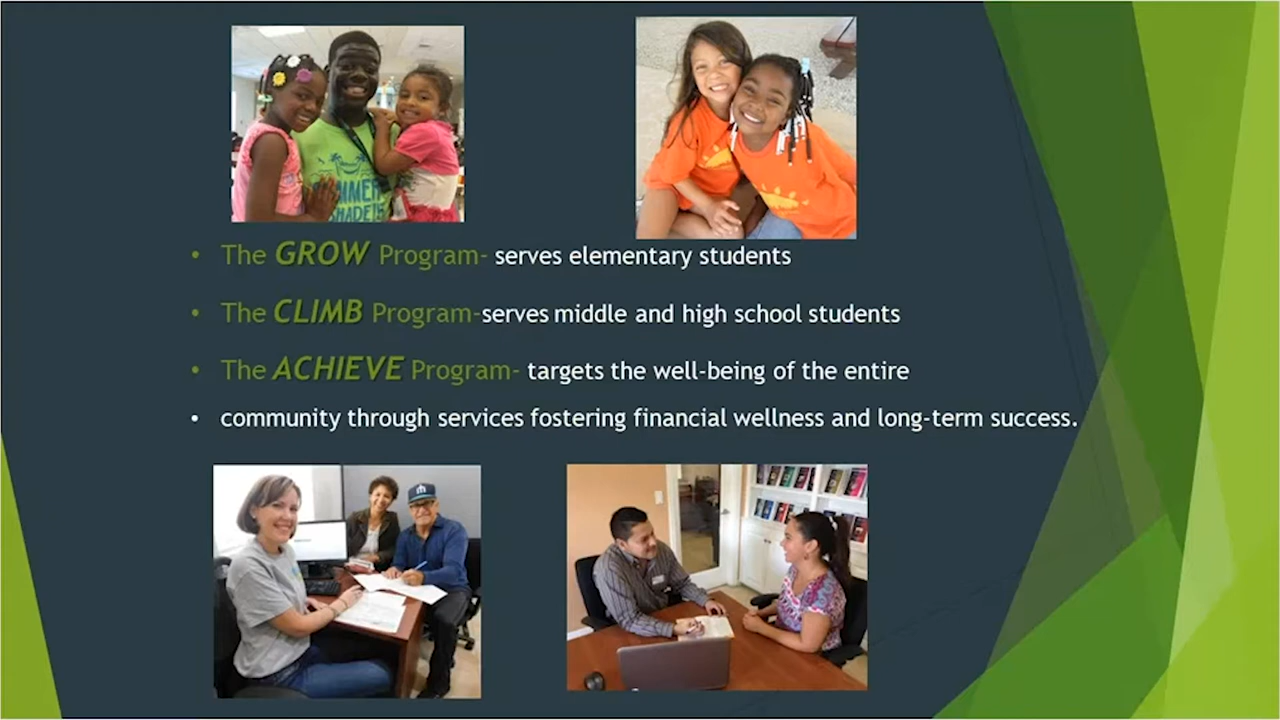 • The GROW Program- serves elementary students
• The CLIMB Program-serves middle and high school students
• The ACHIEVE Program- targets the well-being of the entire
• community through services fostering financial wellness and long-term success.